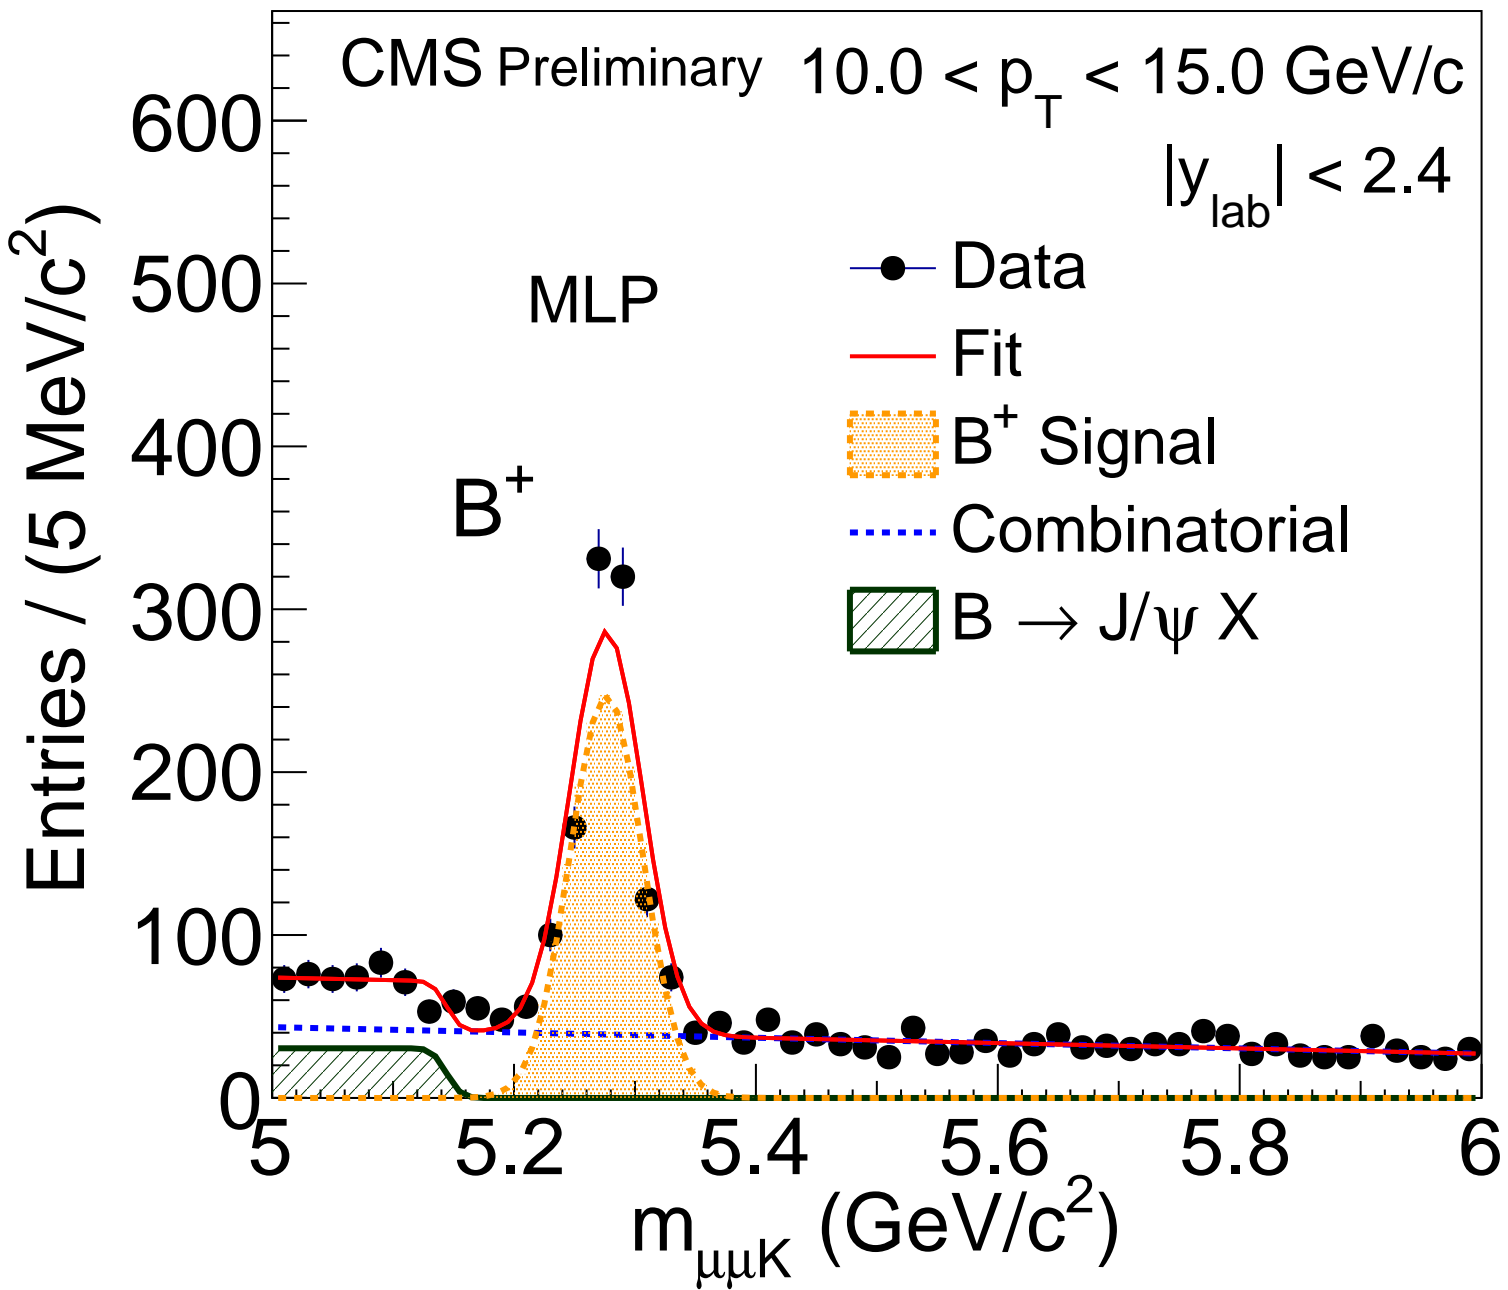 CMS Preliminary 10.0 < p_T < 15.0 GeV/c
|y_lab| < 2.4
MLP
B⁺
Data
Fit
B⁺ Signal
Combinatorial
B → J/ψ X
Entries / (5 MeV/c²)
600
500
400
300
200
100
0
5 5.2 5.4 5.6 5.8 6
m_μμK (GeV/c²)